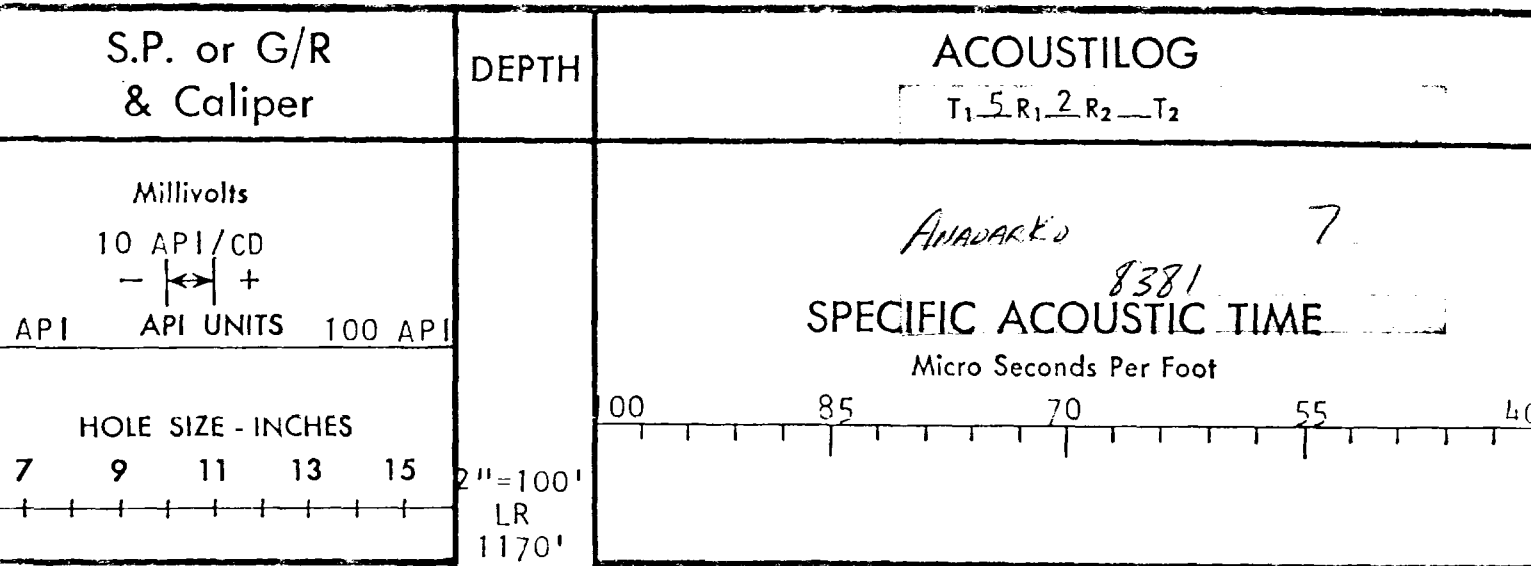 S.P. or G/R
& Caliper
DEPTH
ACOUSTILOG
T₁ 5 R₁ 2 R₂ — T₂
Millivolts
10 API/CD
- +
API API UNITS 100 API
HOLE SIZE - INCHES
7 9 11 13 15
2"=100'
LR
1170'
ANADARKO 7
8381
SPECIFIC ACOUSTIC TIME
Micro Seconds Per Foot
100 85 70 55 40